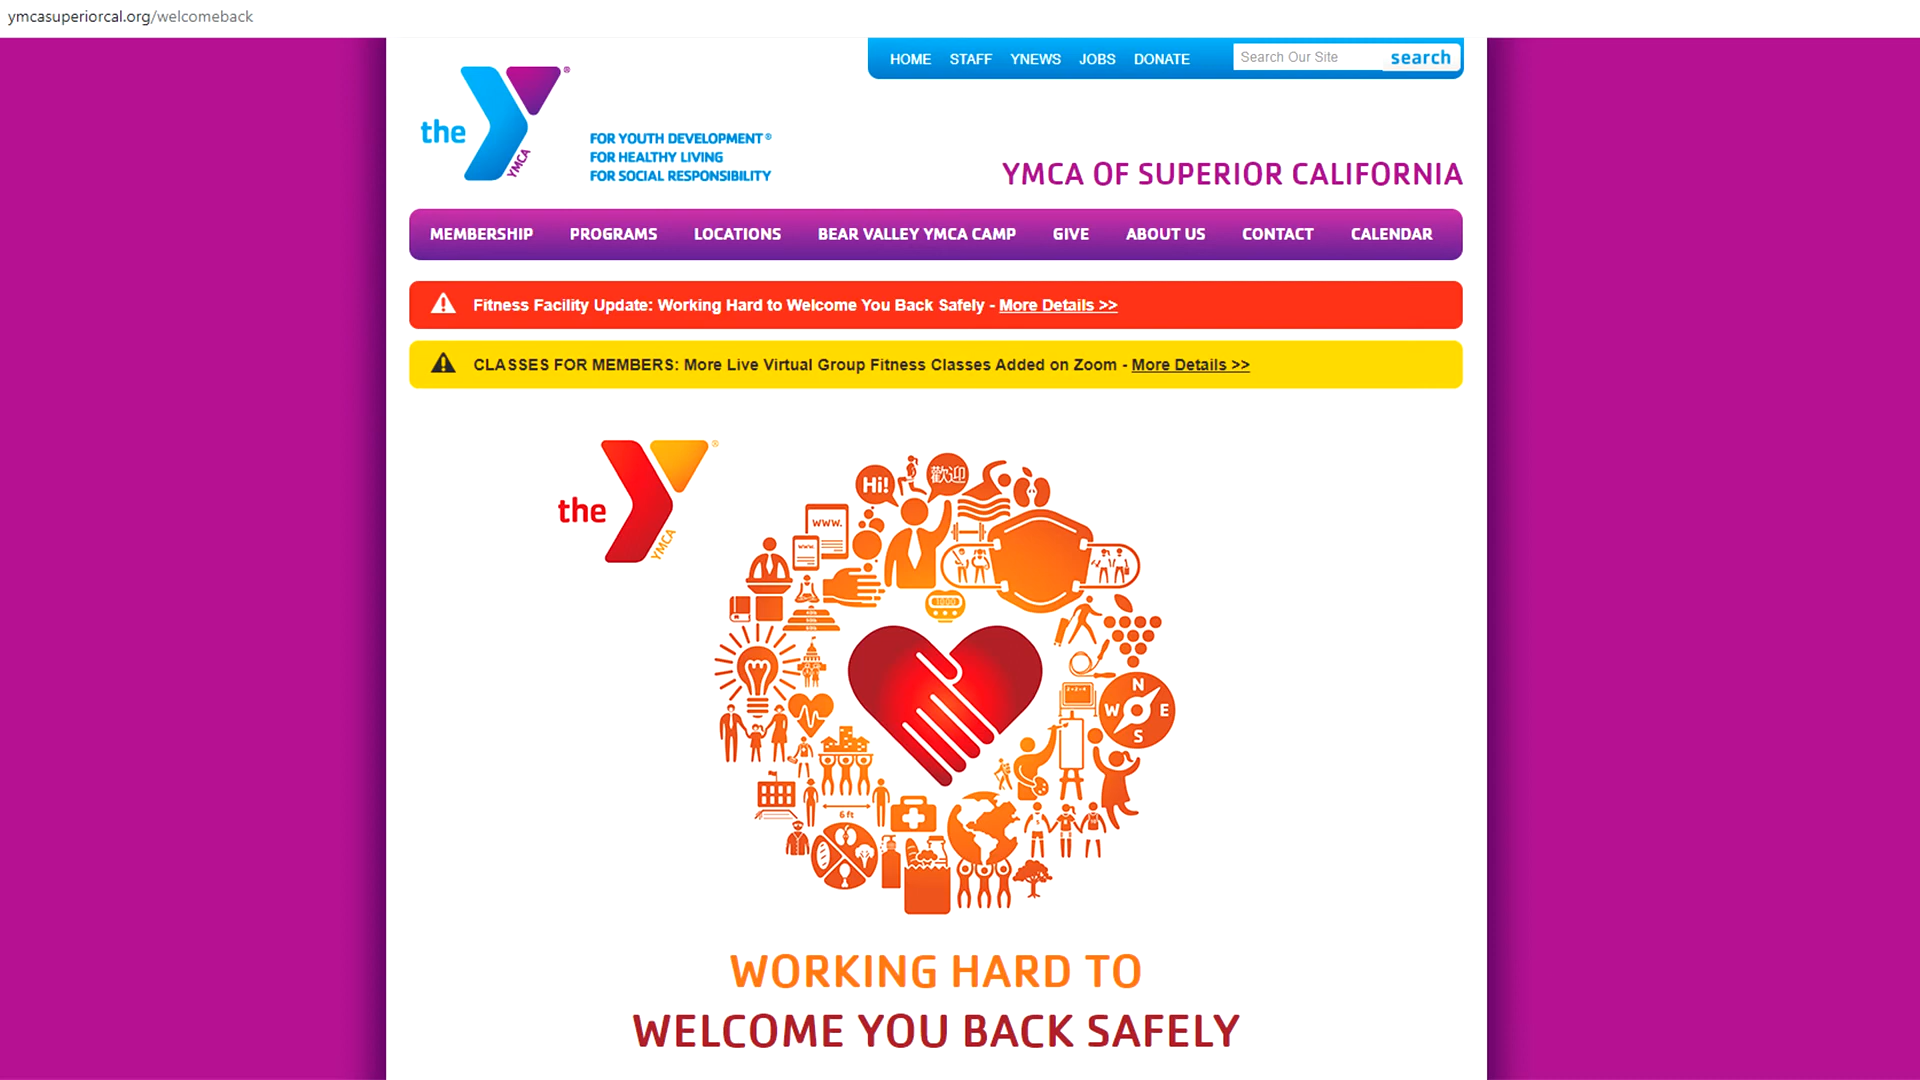 ymcasuperiorcal.org/welcomeback
HOME STAFF YNEWS JOBS DONATE
Search Our Site search
the
YMCA
FOR YOUTH DEVELOPMENT®
FOR HEALTHY LIVING
FOR SOCIAL RESPONSIBILITY
YMCA OF SUPERIOR CALIFORNIA
MEMBERSHIP PROGRAMS LOCATIONS BEAR VALLEY YMCA CAMP GIVE ABOUT US CONTACT CALENDAR
Fitness Facility Update: Working Hard to Welcome You Back Safely - More Details >>
CLASSES FOR MEMBERS: More Live Virtual Group Fitness Classes Added on Zoom - More Details >>
the
YMCA
Hi!
歡迎
www.
www.
1000
N
W E
S
6 ft
WORKING HARD TO
WELCOME YOU BACK SAFELY